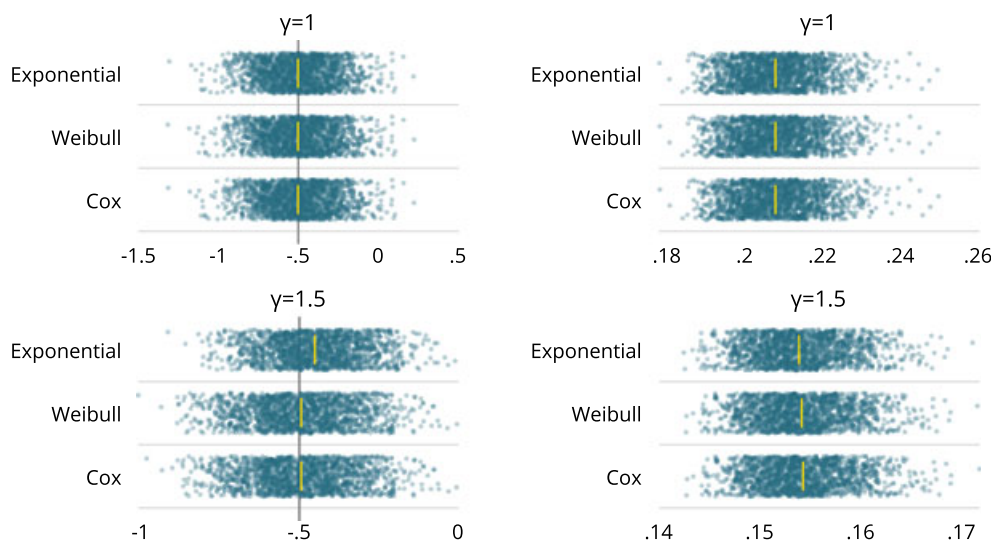 γ=1
Exponential
Weibull
Cox
-1.5 -1 -.5 0 .5
γ=1
Exponential
Weibull
Cox
.18 .2 .22 .24 .26
γ=1.5
Exponential
Weibull
Cox
-1 -.5 0
γ=1.5
Exponential
Weibull
Cox
.14 .15 .16 .17